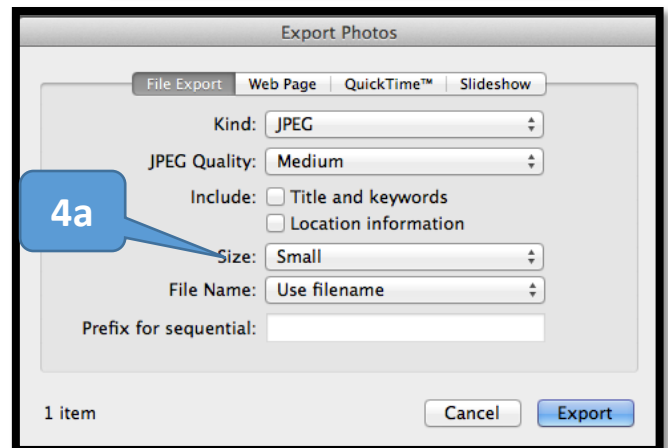 Export Photos
File Export Web Page QuickTime™ Slideshow
Kind: JPEG
JPEG Quality: Medium
Include: Title and keywords
Location information
4a
Size: Small
File Name: Use filename
Prefix for sequential:
1 item Cancel Export